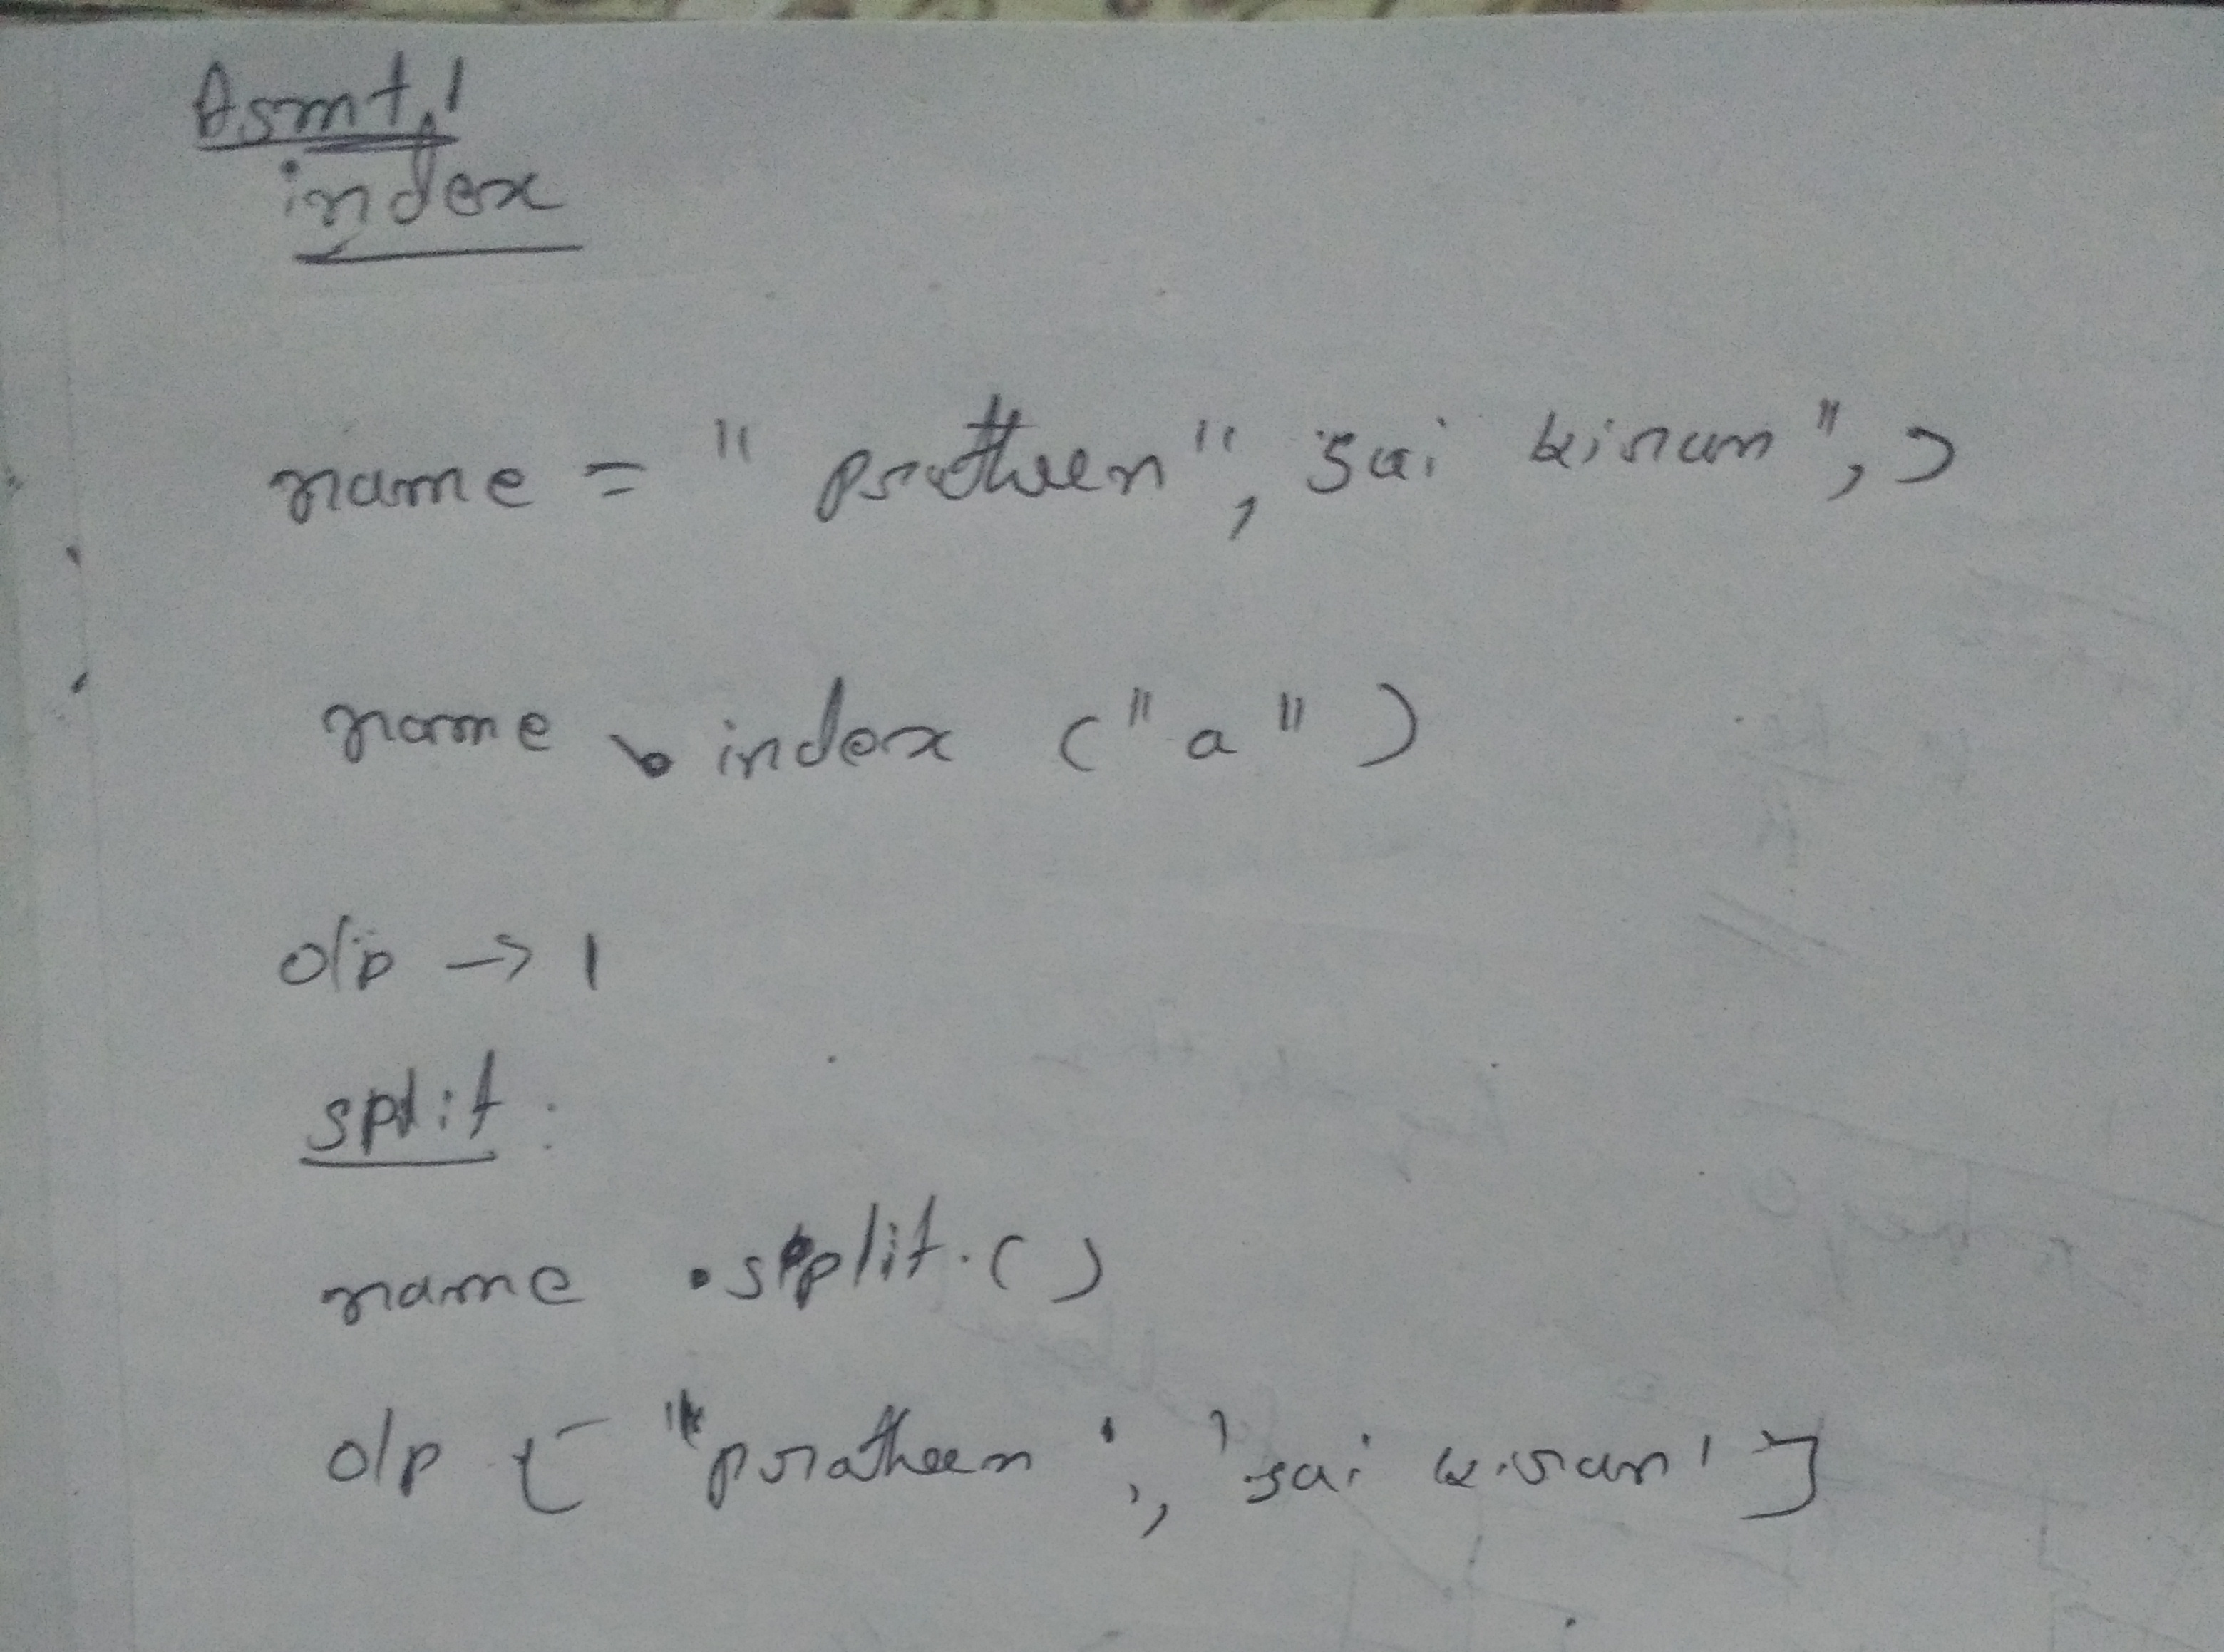 Asmt 1
index
name = " pratheen", sai kiran", )
name . index ("a")
o/p → 1
split :
name .split.()
o/p [ "pratheen ', 'sai kiran' ]